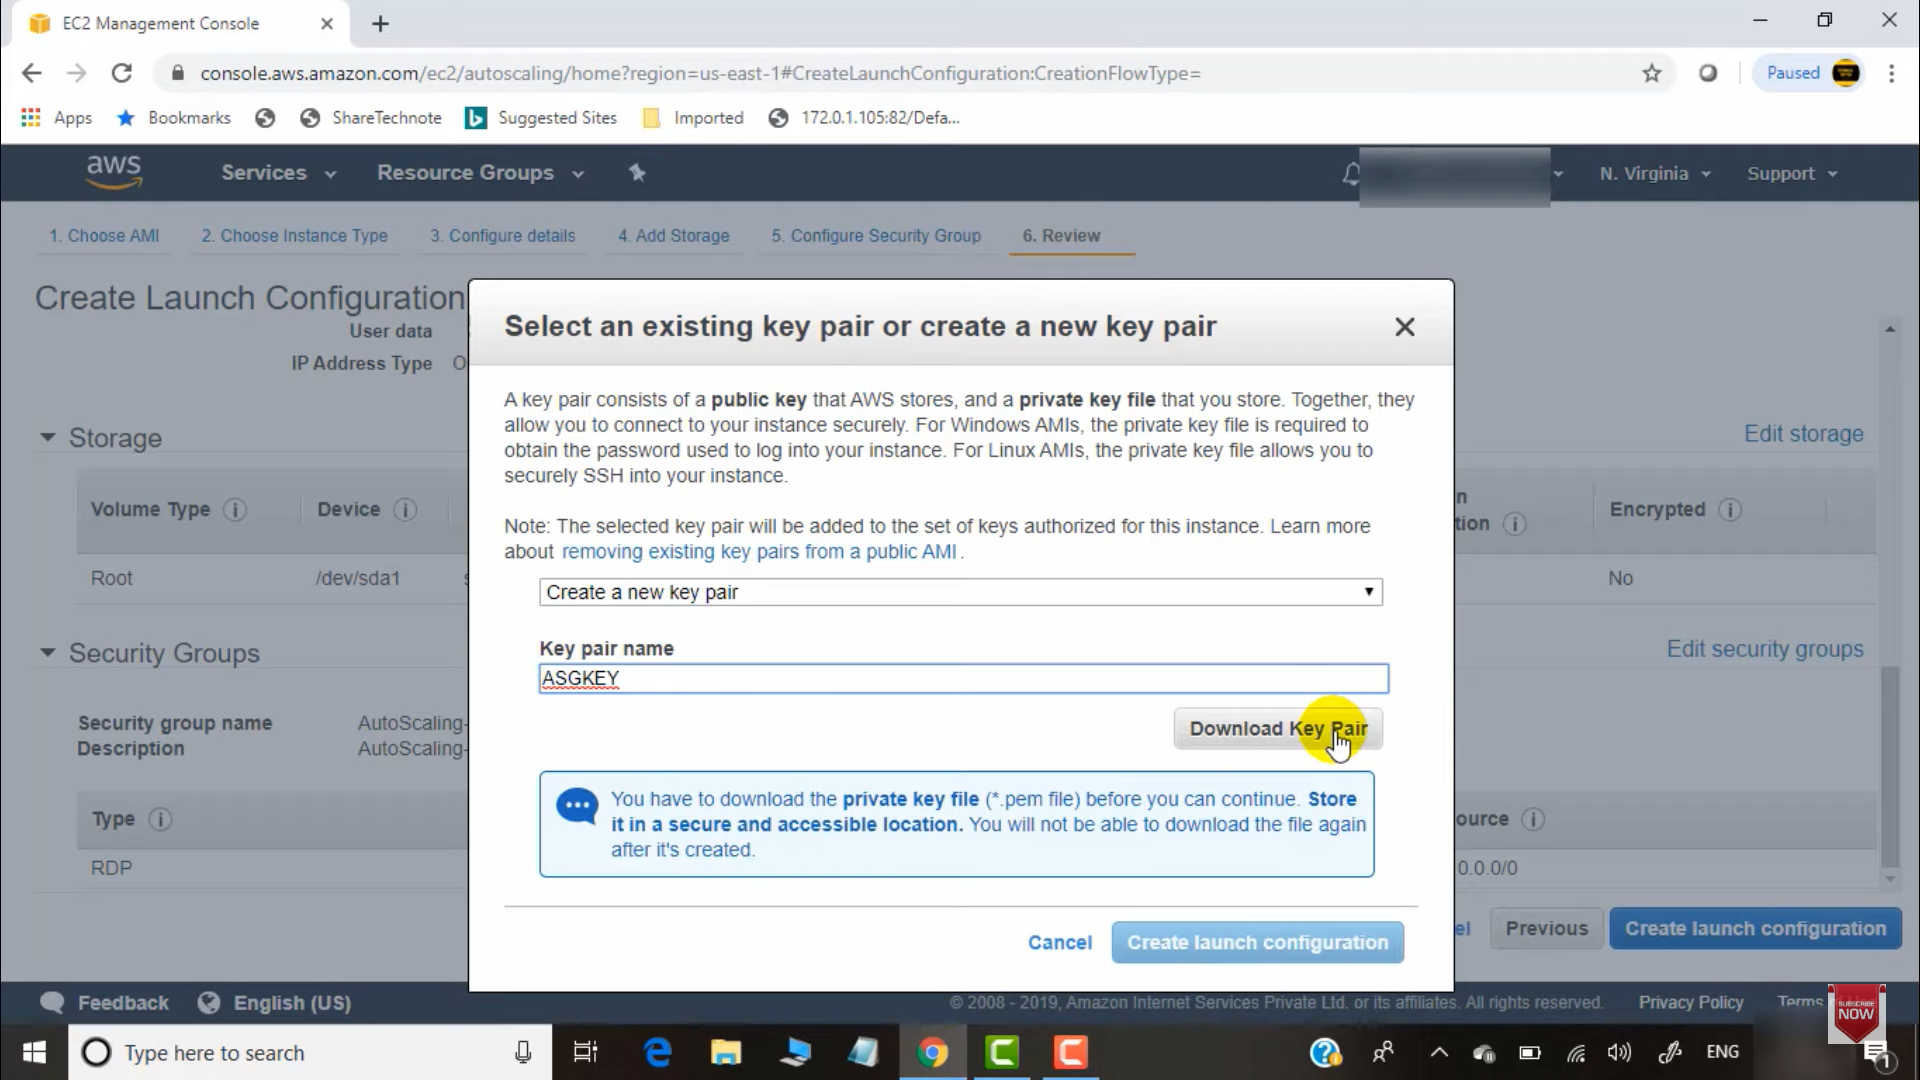 EC2 Management Console
console.aws.amazon.com/ec2/autoscaling/home?region=us-east-1#CreateLaunchConfiguration:CreationFlowType=
Paused
Apps Bookmarks ShareTechnote Suggested Sites Imported 172.0.1.105:82/Defa...
aws Services Resource Groups N. Virginia Support
1. Choose AMI 2. Choose Instance Type 3. Configure details 4. Add Storage 5. Configure Security Group 6. Review
Create Launch Configuration
User data
IP Address Type
Storage
Edit storage
Volume Type Device Encrypted
Root /dev/sda1 No
Security Groups
Edit security groups
Security group name AutoScaling-
Description AutoScaling-
Type
RDP 0.0.0/0
Select an existing key pair or create a new key pair
A key pair consists of a public key that AWS stores, and a private key file that you store. Together, they
allow you to connect to your instance securely. For Windows AMIs, the private key file is required to
obtain the password used to log into your instance. For Linux AMIs, the private key file allows you to
securely SSH into your instance.
Note: The selected key pair will be added to the set of keys authorized for this instance. Learn more
about removing existing key pairs from a public AMI .
Create a new key pair
Key pair name
ASGKEY
Download Key Pair
You have to download the private key file (*.pem file) before you can continue. Store
it in a secure and accessible location. You will not be able to download the file again
after it's created.
Cancel Create launch configuration
Previous Create launch configuration
Feedback English (US) © 2008 - 2019, Amazon Internet Services Private Ltd. or its affiliates. All rights reserved. Privacy Policy Terms
SUBSCRIBE
NOW
Type here to search ENG
1